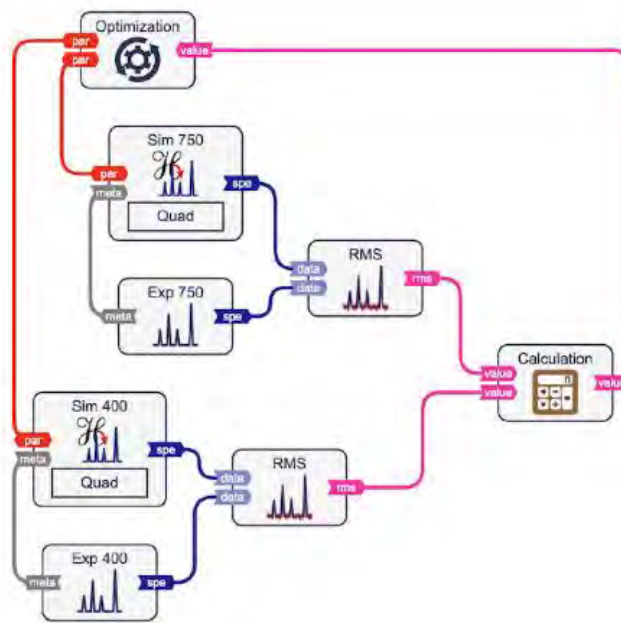 Optimization
par
par
value
Sim 750
par
meta
spe
Quad
RMS
data
data
rms
Exp 750
meta
spe
Calculation
value
value
value
n
Sim 400
par
meta
spe
Quad
RMS
data
data
rms
Exp 400
meta
spe